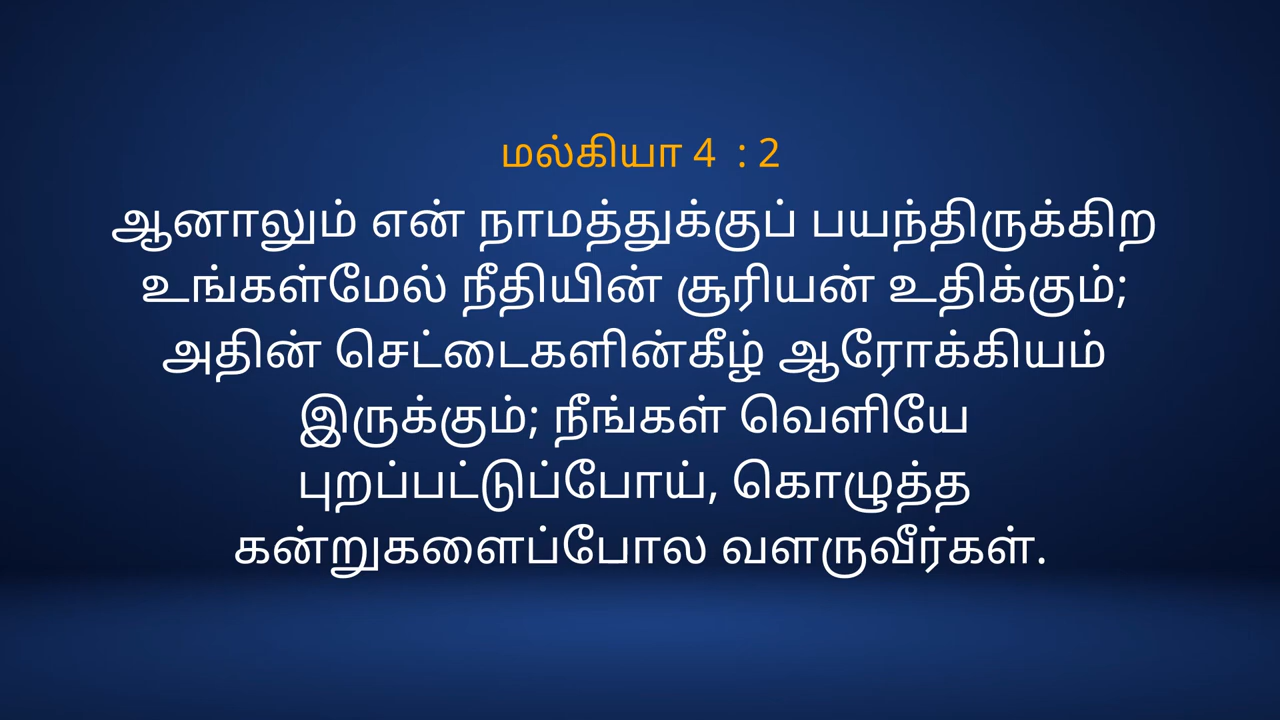 மல்கியா 4  : 2
ஆனாலும் என் நாமத்துக்குப் பயந்திருக்கிற
உங்கள்மேல் நீதியின் சூரியன் உதிக்கும்;
அதின் செட்டைகளின்கீழ் ஆரோக்கியம்
இருக்கும்; நீங்கள் வெளியே
புறப்பட்டுப்போய், கொழுத்த
கன்றுகளைப்போல வளருவீர்கள்.